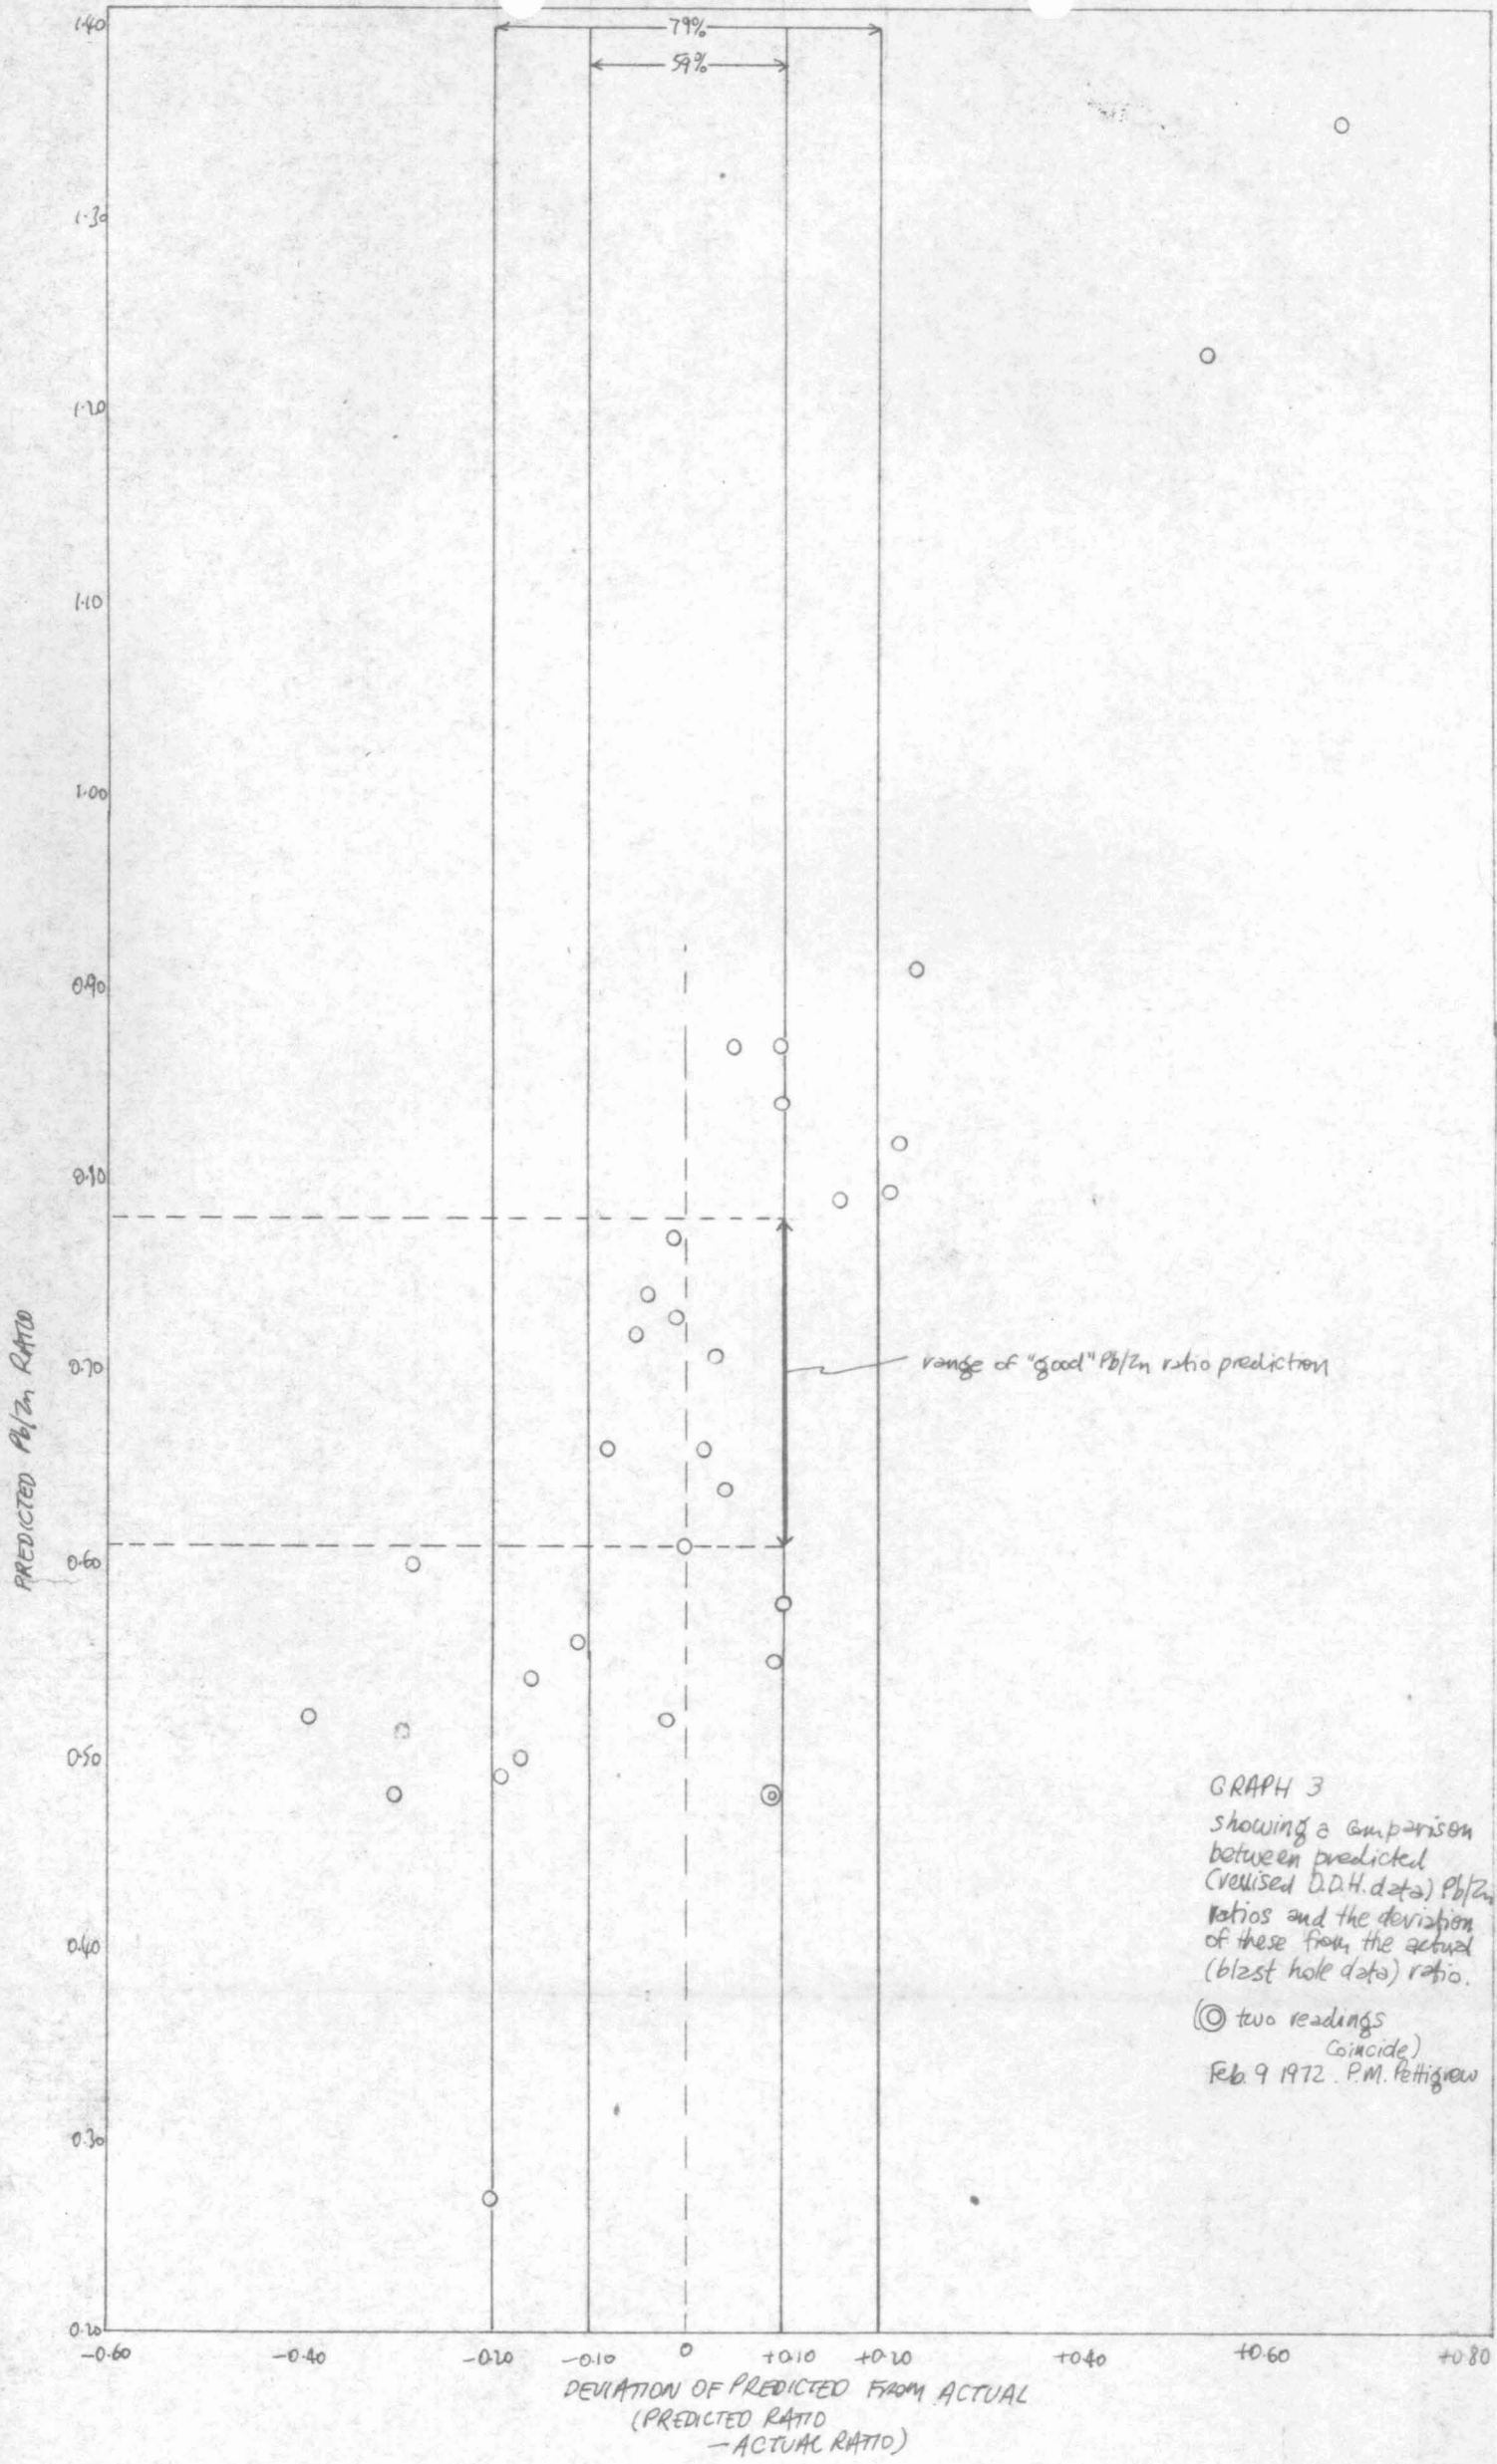 79%
59%
1.40
1.30
1.20
1.10
1.00
0.90
0.80
0.70
0.60
0.50
0.40
0.30
0.20
PREDICTED Pb/Zn RATIO
range of "good" Pb/Zn ratio prediction
GRAPH 3
showing a comparison
between predicted
(revised D.D.H. data) Pb/Zn
ratios and the deviation
of these from the actual
(blast hole data) ratio.
(◎ two readings
coincide)
Feb. 9 1972. P.M. Pettigrew
-0.60 -0.40 -0.20 -0.10 0 +0.10 +0.20 +0.40 +0.60 +0.80
DEVIATION OF PREDICTED FROM ACTUAL
(PREDICTED RATIO
- ACTUAL RATIO)